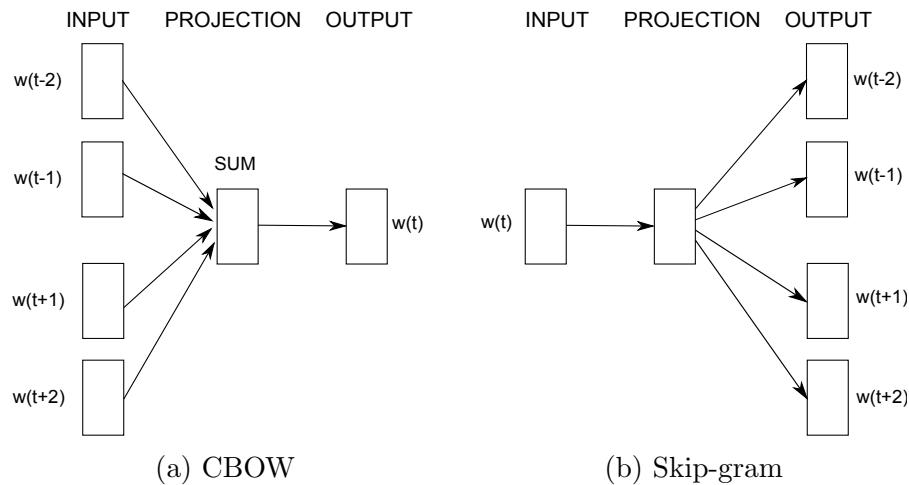 INPUT PROJECTION OUTPUT
w(t-2)
w(t-1)
SUM
w(t)
w(t+1)
w(t+2)
(a) CBOW
INPUT PROJECTION OUTPUT
w(t-2)
w(t-1)
w(t)
w(t+1)
w(t+2)
(b) Skip-gram